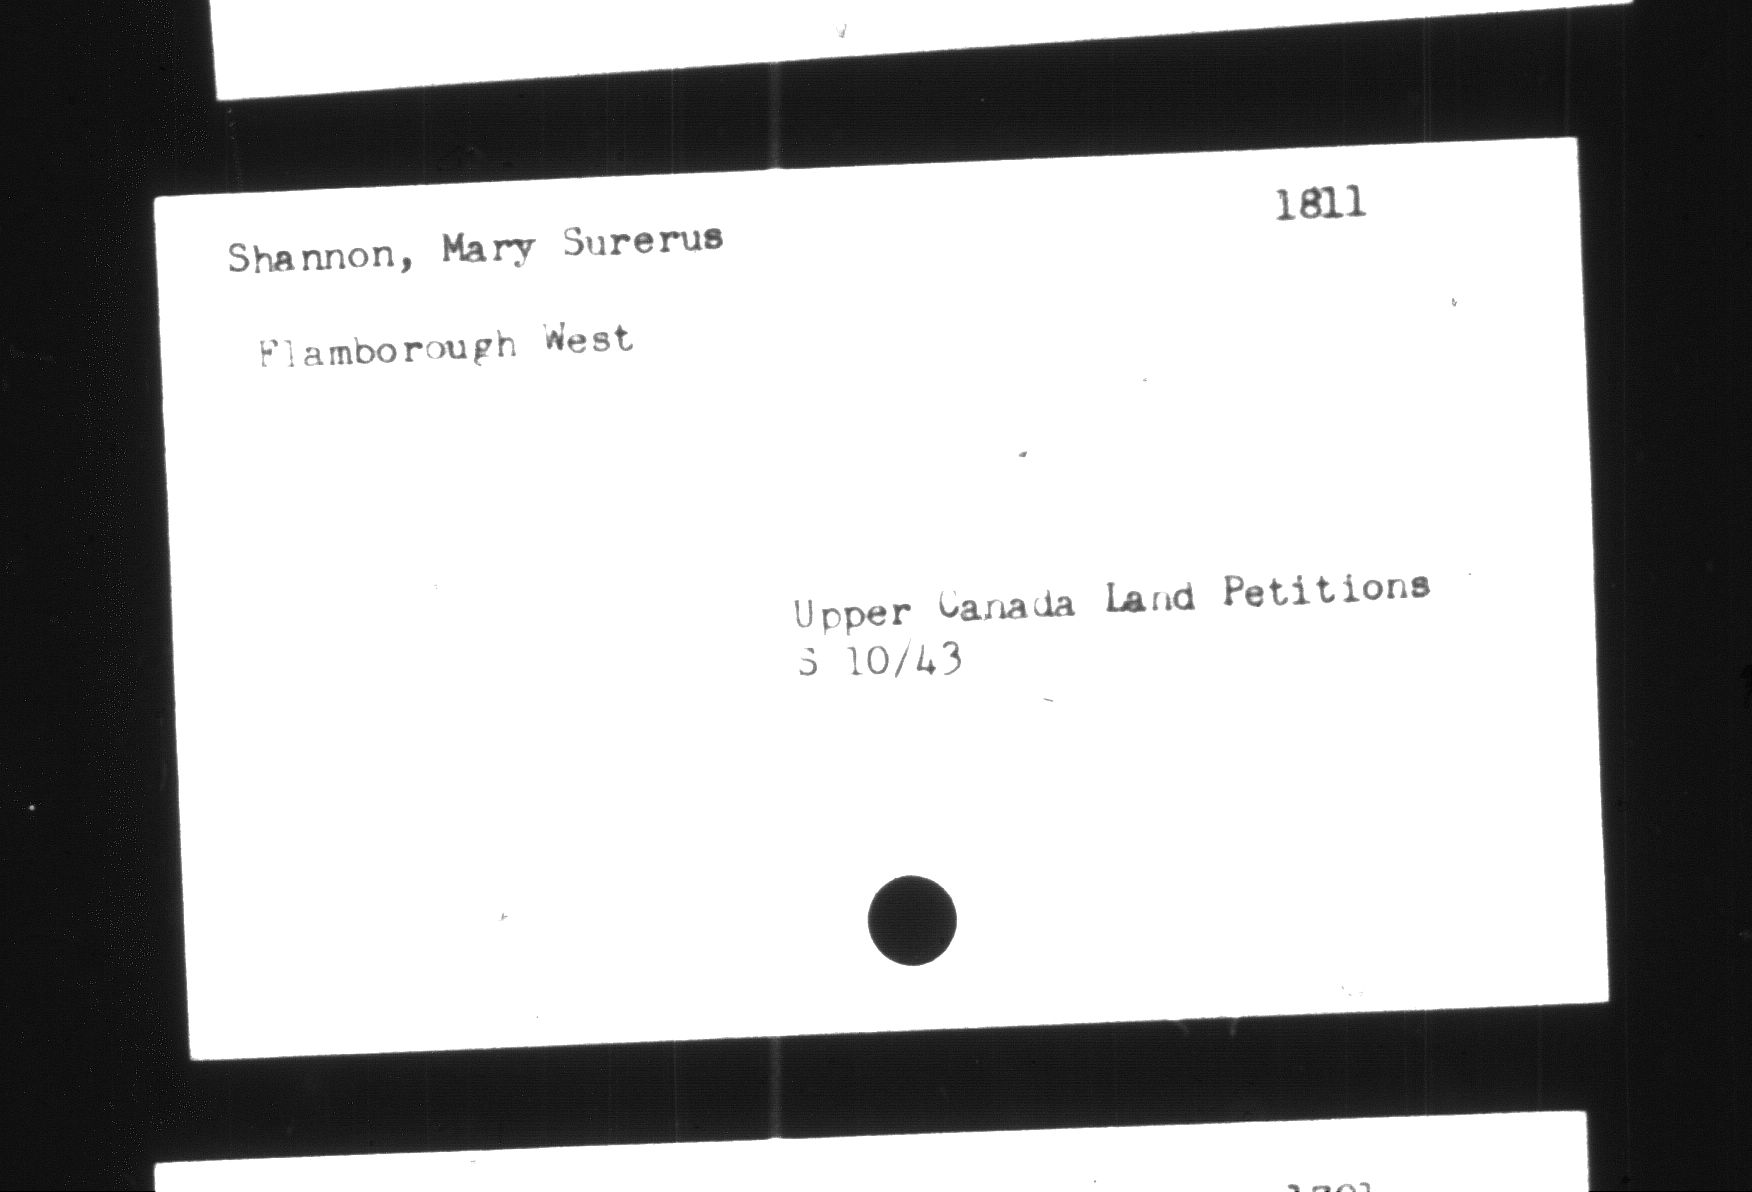 1811
Shannon, Mary Surerus
Flamborough West
Upper Canada Land Petitions
S 10/43